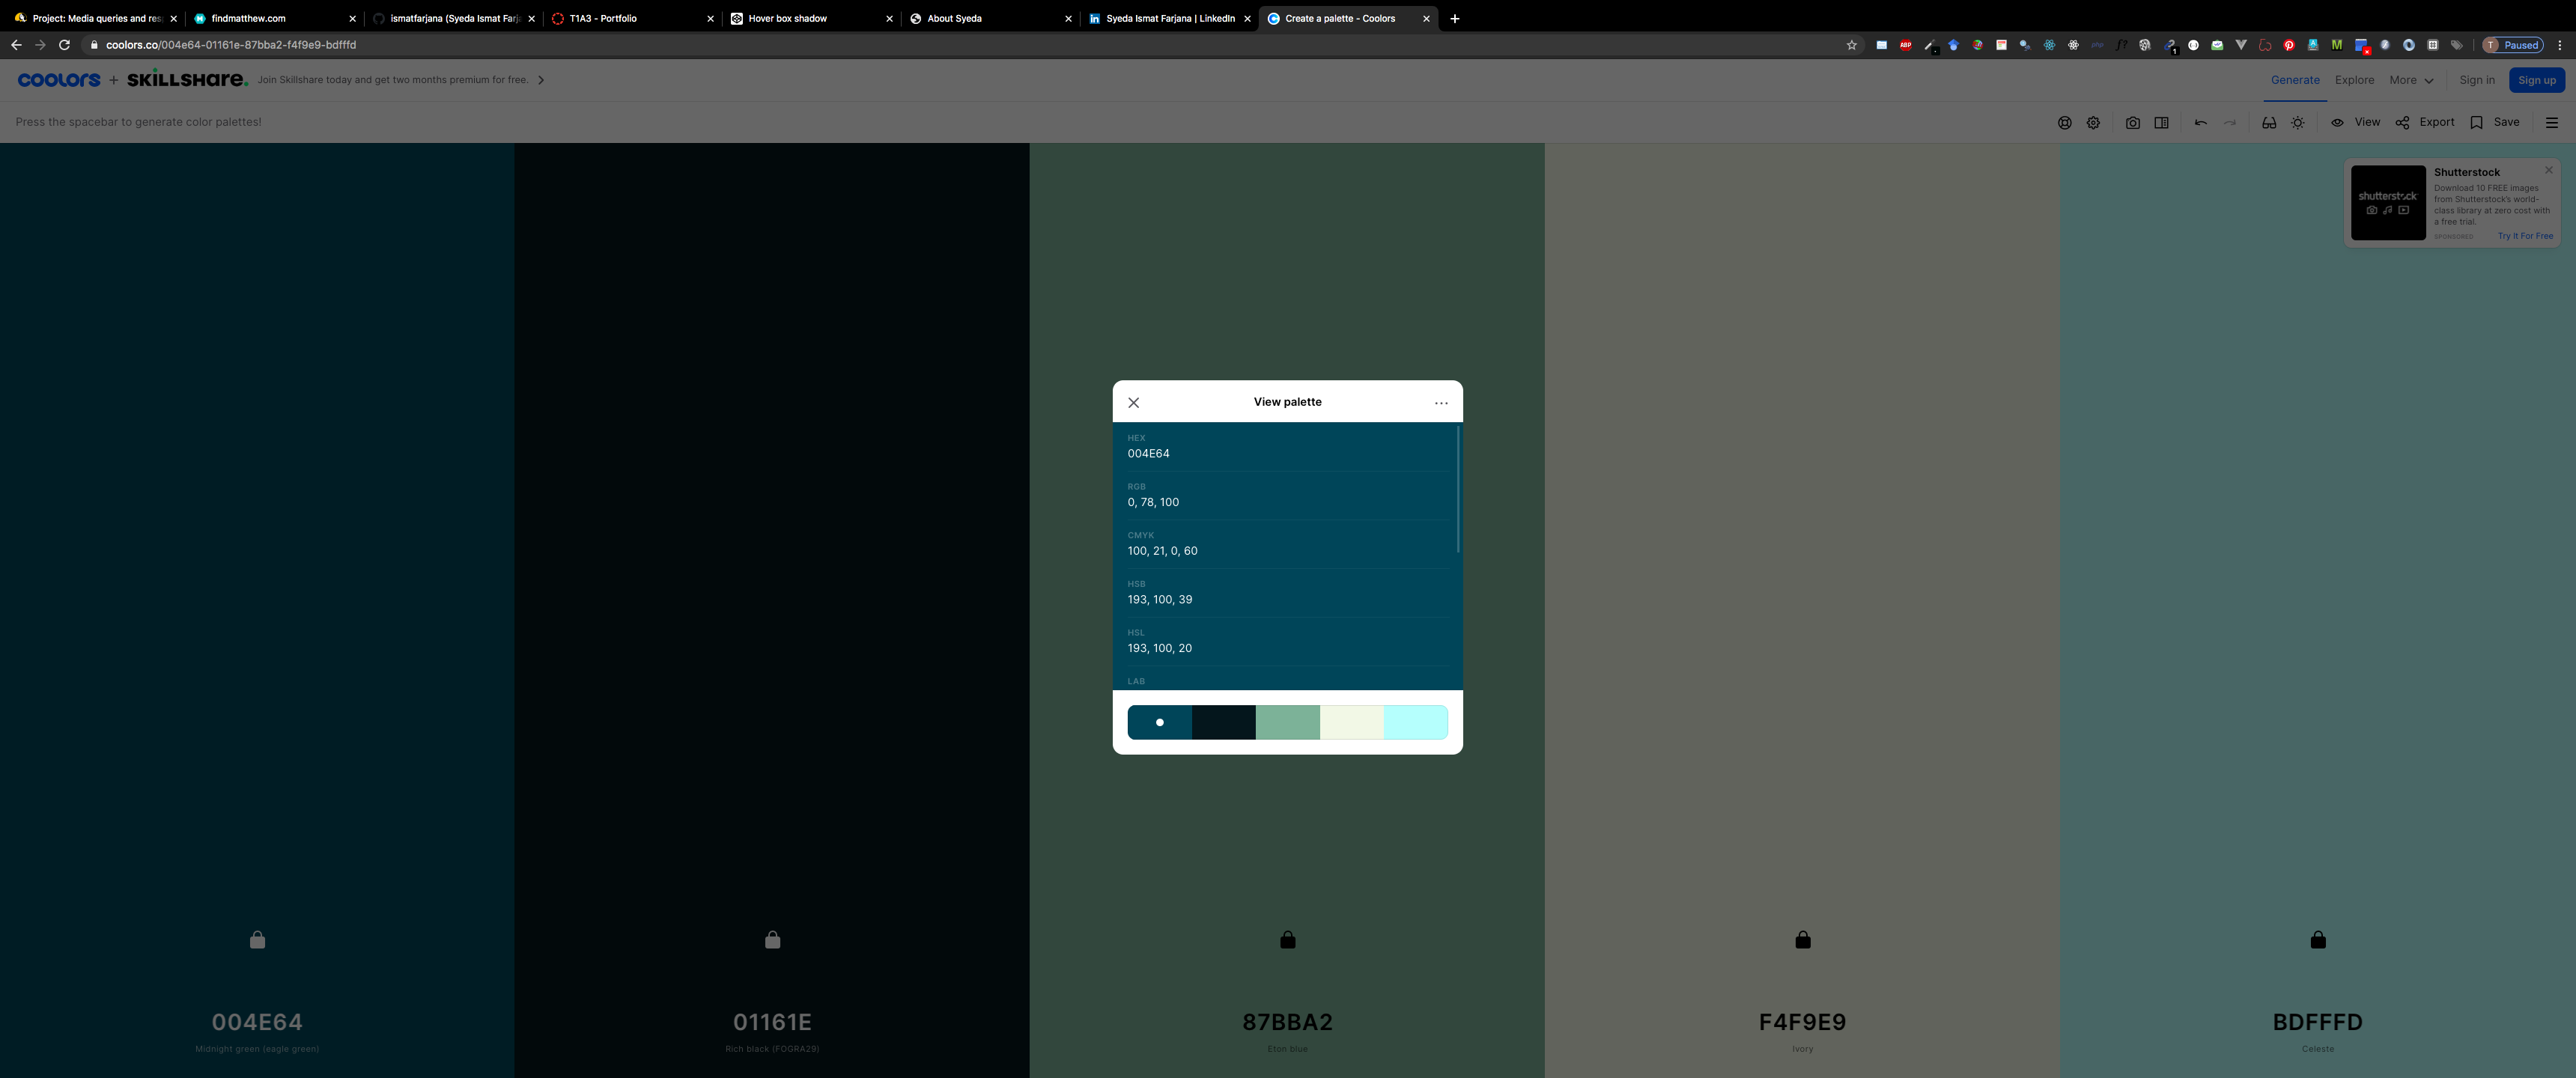 Project: Media queries and res
findmatthew.com
ismatfarjana (Syeda Ismat Farja
T1A3 - Portfolio
Hover box shadow
About Syeda
Syeda Ismat Farjana | LinkedIn
Create a palette - Coolors
coolors.co/004e64-01161e-87bba2-f4f9e9-bdfffd
ABP
T Paused
coolors + SKILLSHARE. Join Skillshare today and get two months premium for free.
Generate Explore More Sign in Sign up
Press the spacebar to generate color palettes!
View Export Save
shutterstock
Shutterstock
Download 10 FREE images
from Shutterstock's world-
class library at zero cost with
a free trial.
SPONSORED Try It For Free
View palette
HEX
004E64
RGB
0, 78, 100
CMYK
100, 21, 0, 60
HSB
193, 100, 39
HSL
193, 100, 20
LAB
004E64
Midnight green (eagle green)
01161E
Rich black (FOGRA29)
87BBA2
Eton blue
F4F9E9
Ivory
BDFFFD
Celeste